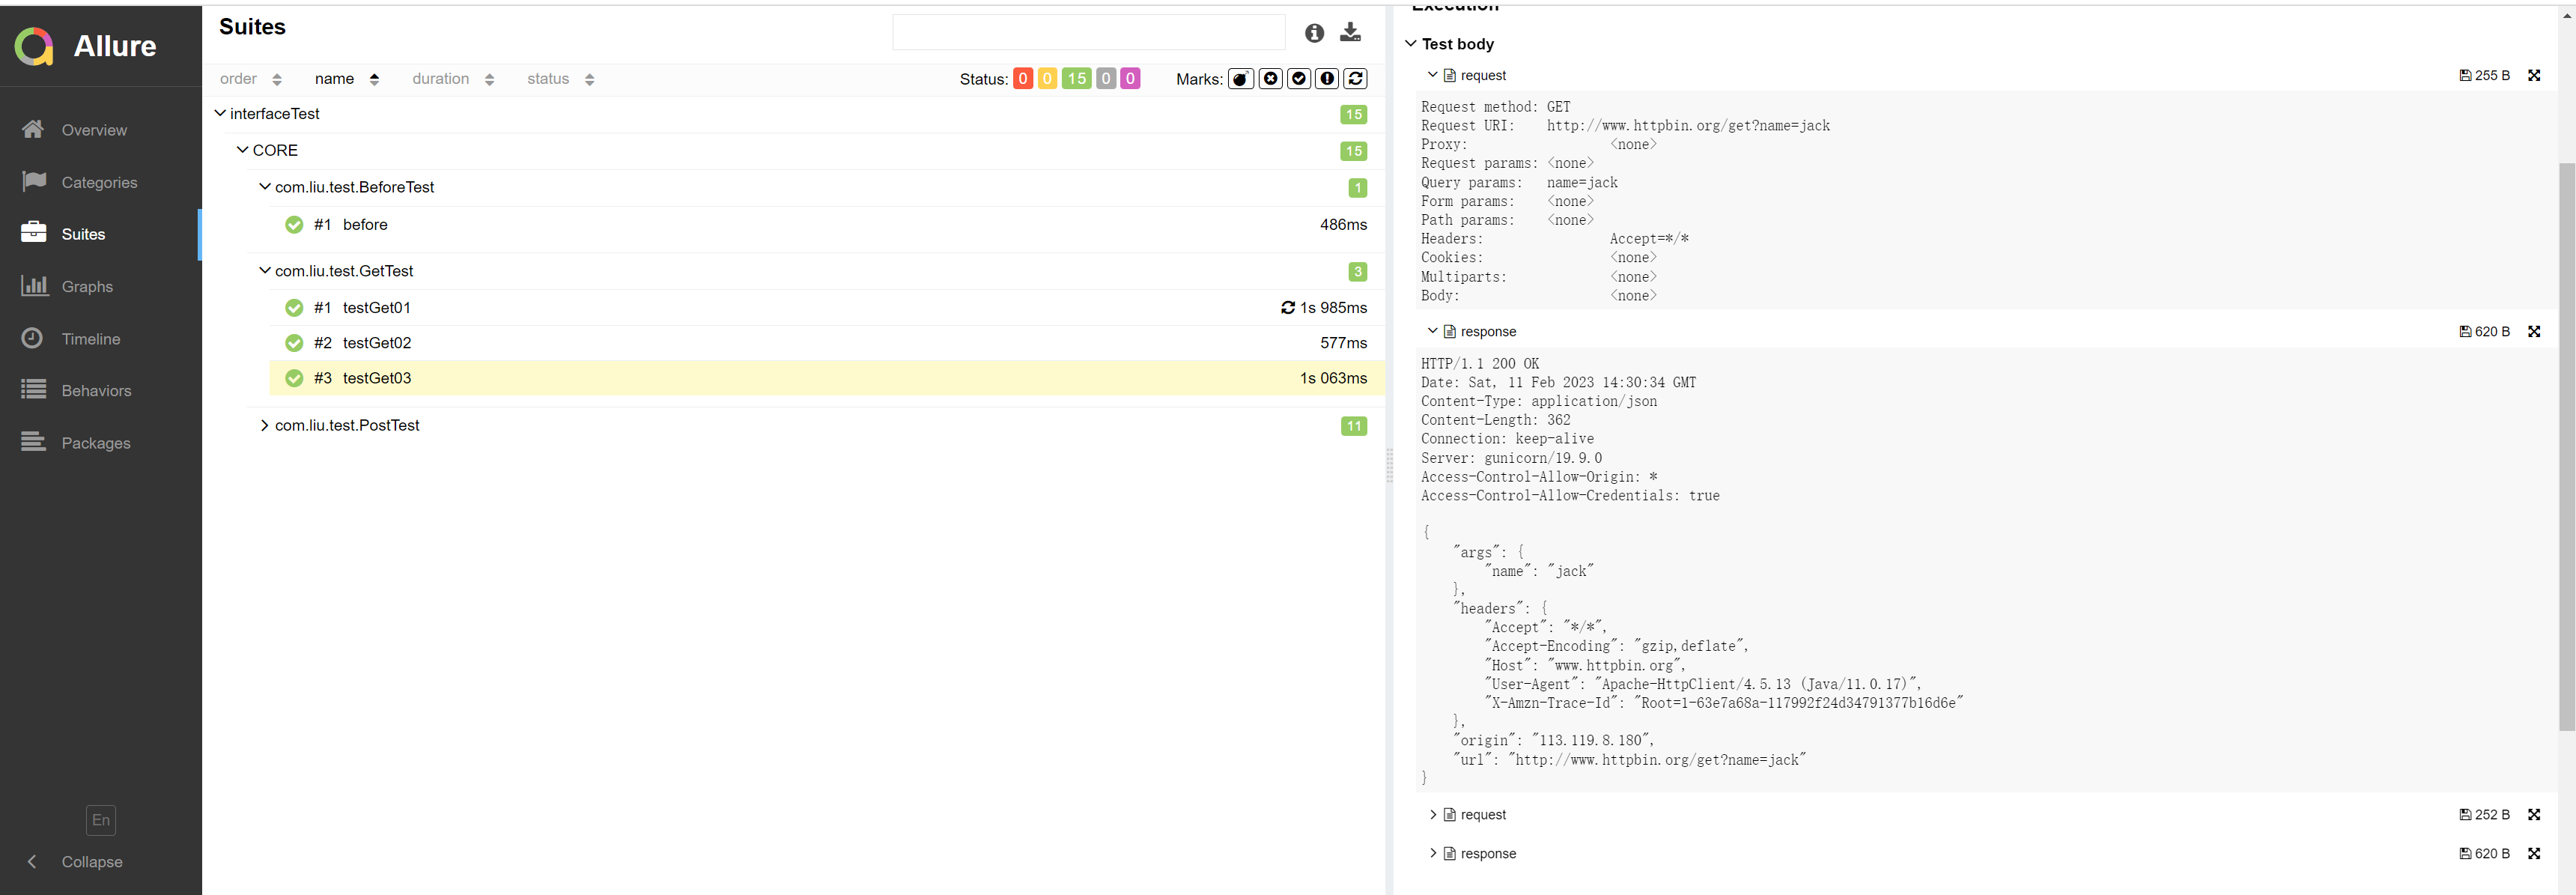 Allure
Overview
Categories
Suites
Graphs
Timeline
Behaviors
Packages
En
Collapse
Suites
order name duration status
Status: 0 0 15 0 0 Marks:
interfaceTest 15
CORE 15
com.liu.test.BeforeTest 1
#1 before 486ms
com.liu.test.GetTest 3
#1 testGet01 1s 985ms
#2 testGet02 577ms
#3 testGet03 1s 063ms
com.liu.test.PostTest 11
Execution
Test body
request 255 B
Request method: GET
Request URI: http://www.httpbin.org/get?name=jack
Proxy: <none>
Request params: <none>
Query params: name=jack
Form params: <none>
Path params: <none>
Headers: Accept=*/*
Cookies: <none>
Multiparts: <none>
Body: <none>
response 620 B
HTTP/1.1 200 OK
Date: Sat, 11 Feb 2023 14:30:34 GMT
Content-Type: application/json
Content-Length: 362
Connection: keep-alive
Server: gunicorn/19.9.0
Access-Control-Allow-Origin: *
Access-Control-Allow-Credentials: true
{
"args": {
"name": "jack"
},
"headers": {
"Accept": "*/*",
"Accept-Encoding": "gzip,deflate",
"Host": "www.httpbin.org",
"User-Agent": "Apache-HttpClient/4.5.13 (Java/11.0.17)",
"X-Amzn-Trace-Id": "Root=1-63e7a68a-117992f24d34791377b16d6e"
},
"origin": "113.119.8.180",
"url": "http://www.httpbin.org/get?name=jack"
}
request 252 B
response 620 B